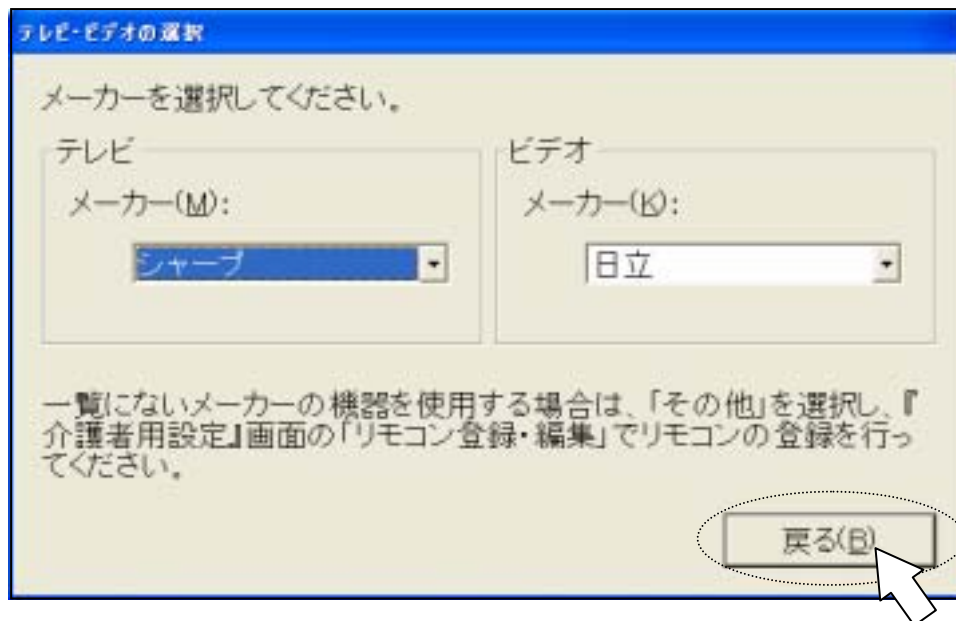 テレビ・ビデオの選択
メーカーを選択してください。
テレビ
メーカー(M):
シャープ
ビデオ
メーカー(K):
日立
一覧にないメーカーの機器を使用する場合は、「その他」を選択し、『
介護者用設定』画面の「リモコン登録・編集」でリモコンの登録を行っ
てください。
戻る(B)